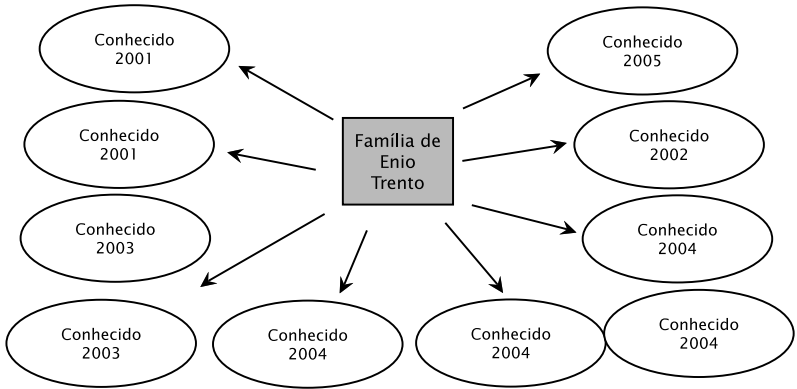 Conhecido
2001
Conhecido
2005
Conhecido
2001
Família de
Enio
Trento
Conhecido
2002
Conhecido
2003
Conhecido
2004
Conhecido
2003
Conhecido
2004
Conhecido
2004
Conhecido
2004